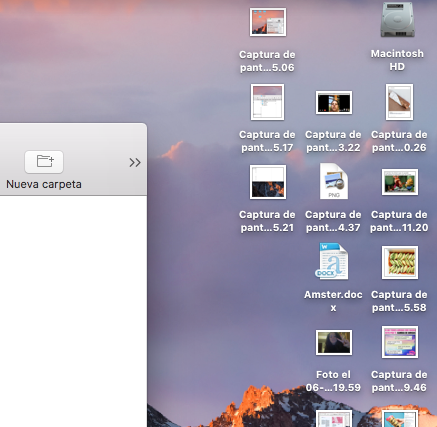 Captura de
pant...5.06
Macintosh
HD
Captura de
pant...5.17
Captura de
pant...3.22
Captura de
pant...0.26
Nueva carpeta
Captura de
pant...5.21
PNG
Captura de
pant...4.37
Captura de
pant...11.20
W
a
DOCX
Amster.doc
x
Captura de
pant...5.58
Foto el
06-...19.59
Captura de
pant...9.46